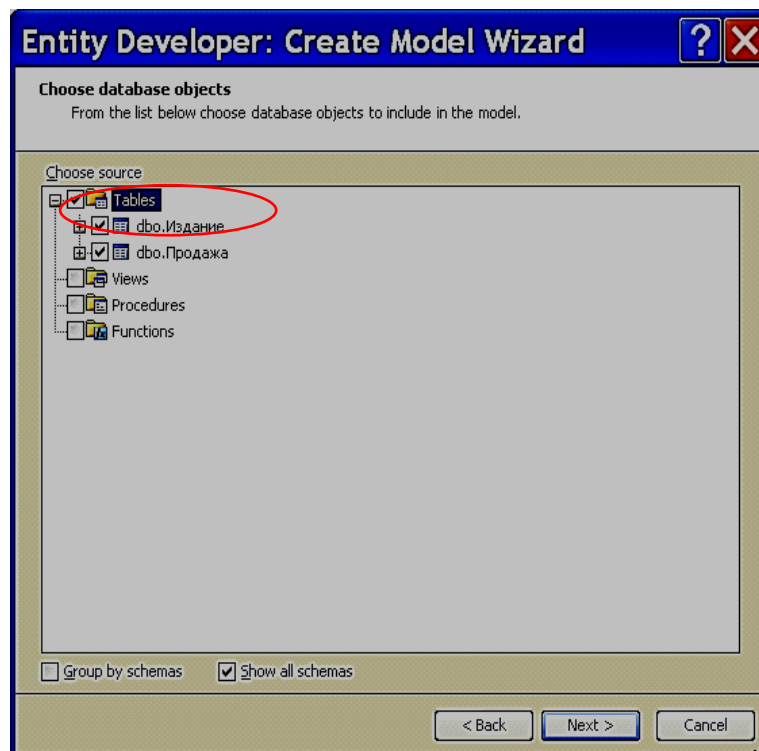 Entity Developer: Create Model Wizard
Choose database objects
From the list below choose database objects to include in the model.
Choose source
Tables
dbo.Издание
dbo.Продажа
Views
Procedures
Functions
Group by schemas Show all schemas
< Back Next > Cancel